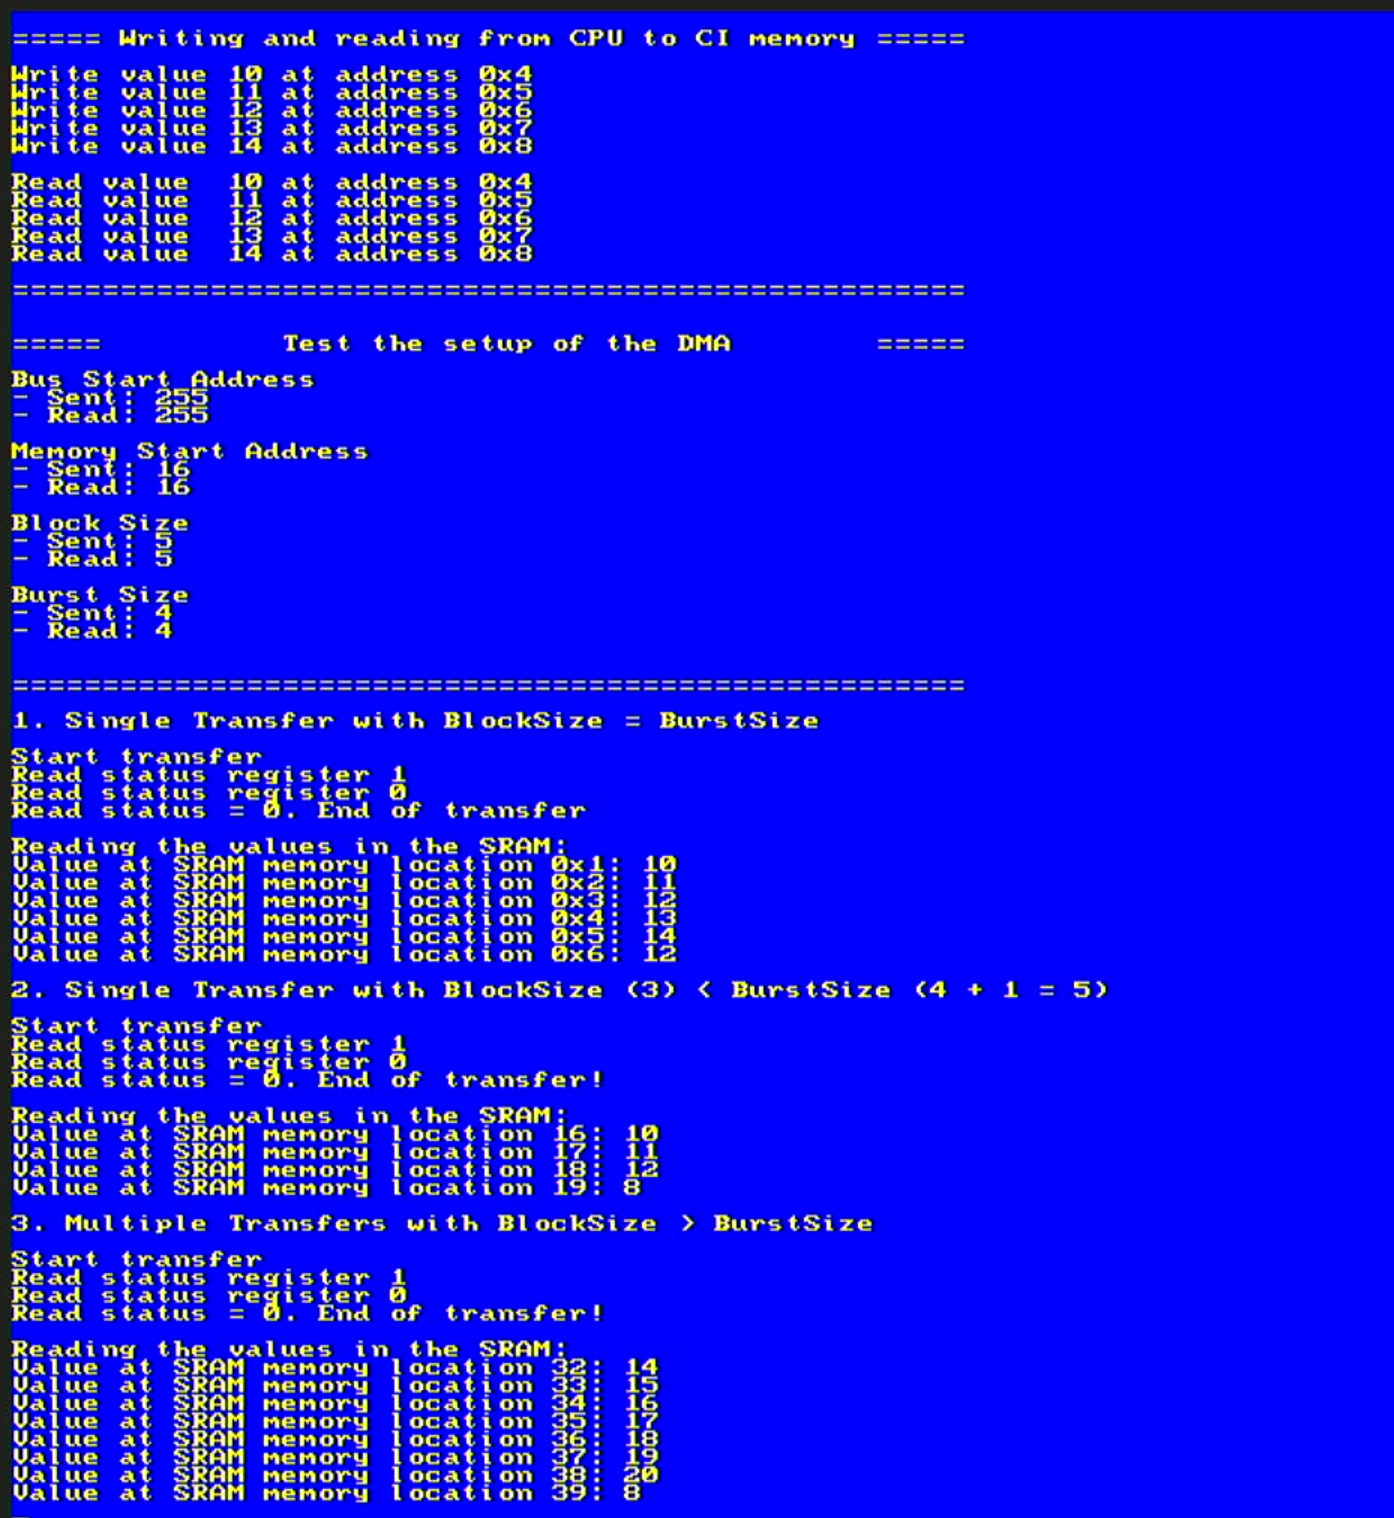 ===== Writing and reading from CPU to CI memory =====
Write value 10 at address 0x4
Write value 11 at address 0x5
Write value 12 at address 0x6
Write value 13 at address 0x7
Write value 14 at address 0x8
Read value  10 at address 0x4
Read value  11 at address 0x5
Read value  12 at address 0x6
Read value  13 at address 0x7
Read value  14 at address 0x8
=====================================================
=====          Test the setup of the DMA        =====
Bus Start Address
- Sent: 255
- Read: 255
Memory Start Address
- Sent: 16
- Read: 16
Block Size
- Sent: 5
- Read: 5
Burst Size
- Sent: 4
- Read: 4
=====================================================
1. Single Transfer with BlockSize = BurstSize
Start transfer
Read status register 1
Read status register 0
Read status = 0. End of transfer
Reading the values in the SRAM:
Value at SRAM memory location 0x1: 10
Value at SRAM memory location 0x2: 11
Value at SRAM memory location 0x3: 12
Value at SRAM memory location 0x4: 13
Value at SRAM memory location 0x5: 14
Value at SRAM memory location 0x6: 12
2. Single Transfer with BlockSize (3) < BurstSize (4 + 1 = 5)
Start transfer
Read status register 1
Read status register 0
Read status = 0. End of transfer!
Reading the values in the SRAM:
Value at SRAM memory location 16: 10
Value at SRAM memory location 17: 11
Value at SRAM memory location 18: 12
Value at SRAM memory location 19: 8
3. Multiple Transfers with BlockSize > BurstSize
Start transfer
Read status register 1
Read status register 0
Read status = 0. End of transfer!
Reading the values in the SRAM:
Value at SRAM memory location 32: 14
Value at SRAM memory location 33: 15
Value at SRAM memory location 34: 16
Value at SRAM memory location 35: 17
Value at SRAM memory location 36: 18
Value at SRAM memory location 37: 19
Value at SRAM memory location 38: 20
Value at SRAM memory location 39: 8